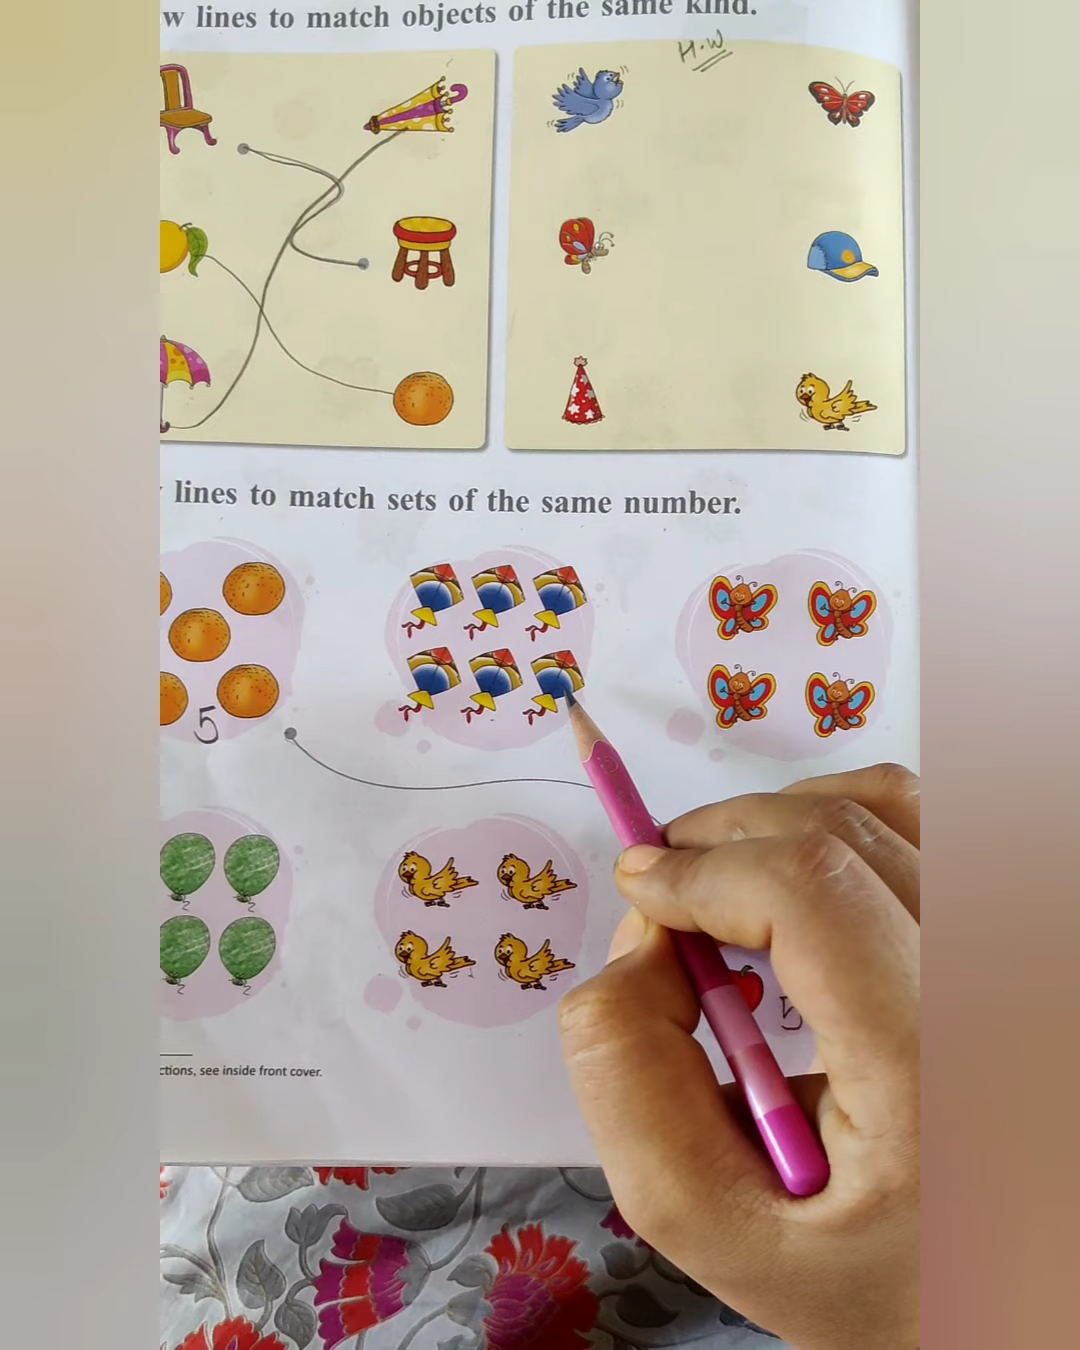 w lines to match objects of the same kind.
H.W
lines to match sets of the same number.
5
5
ctions, see inside front cover.